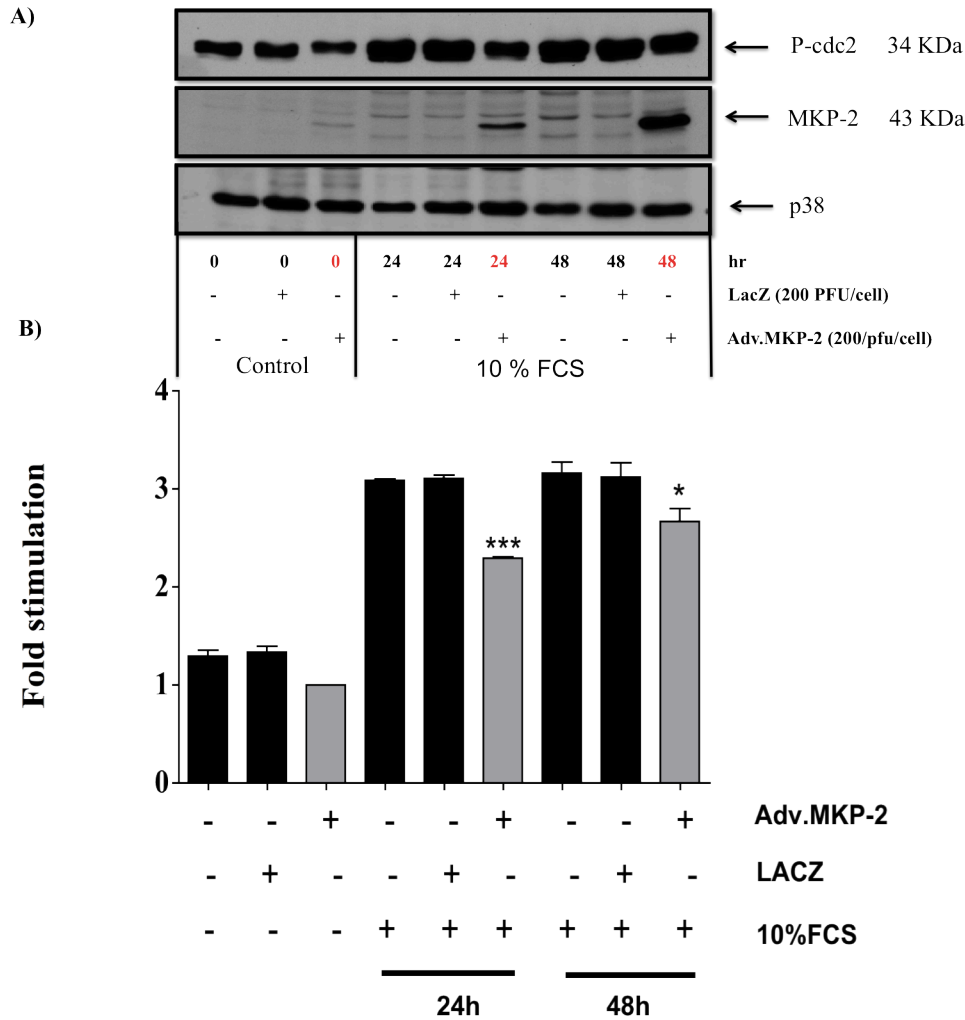 A)
P-cdc2 34 KDa
MKP-2 43 KDa
p38
0 0 0 24 24 24 48 48 48 hr
- + - - + - - + - LacZ (200 PFU/cell)
B)
- - + - - + - - + Adv.MKP-2 (200/pfu/cell)
Control 10 % FCS
Fold stimulation
4
3
2
1
0
***
*
- - + - - + - - + Adv.MKP-2
- + - - + - - + - LACZ
- - - + + + + + + 10%FCS
24h 48h